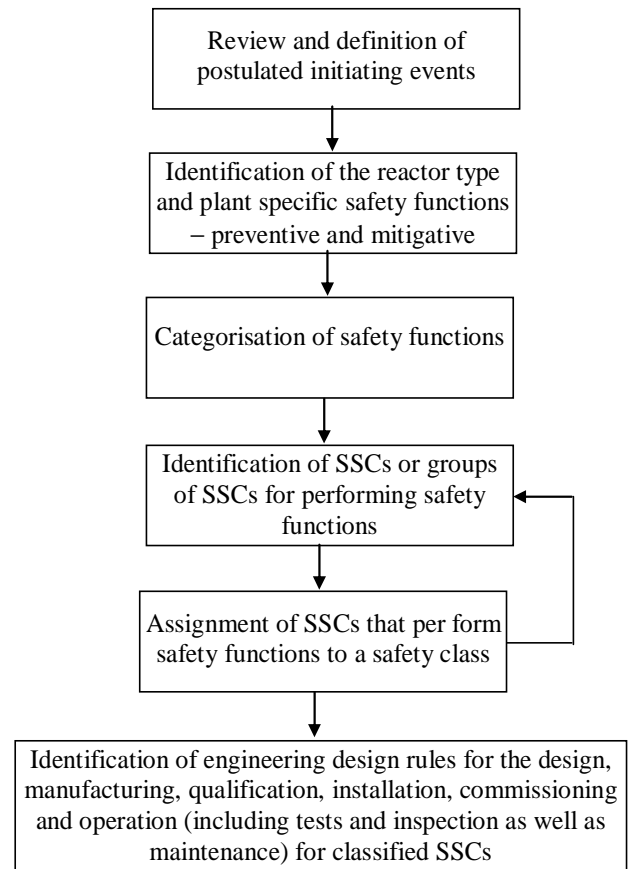 Review and definition of
postulated initiating events
Identification of the reactor type
and plant specific safety functions
– preventive and mitigative
Categorisation of safety functions
Identification of SSCs or groups
of SSCs for performing safety
functions
Assignment of SSCs that per form
safety functions to a safety class
Identification of engineering design rules for the design,
manufacturing, qualification, installation, commissioning
and operation (including tests and inspection as well as
maintenance) for classified SSCs